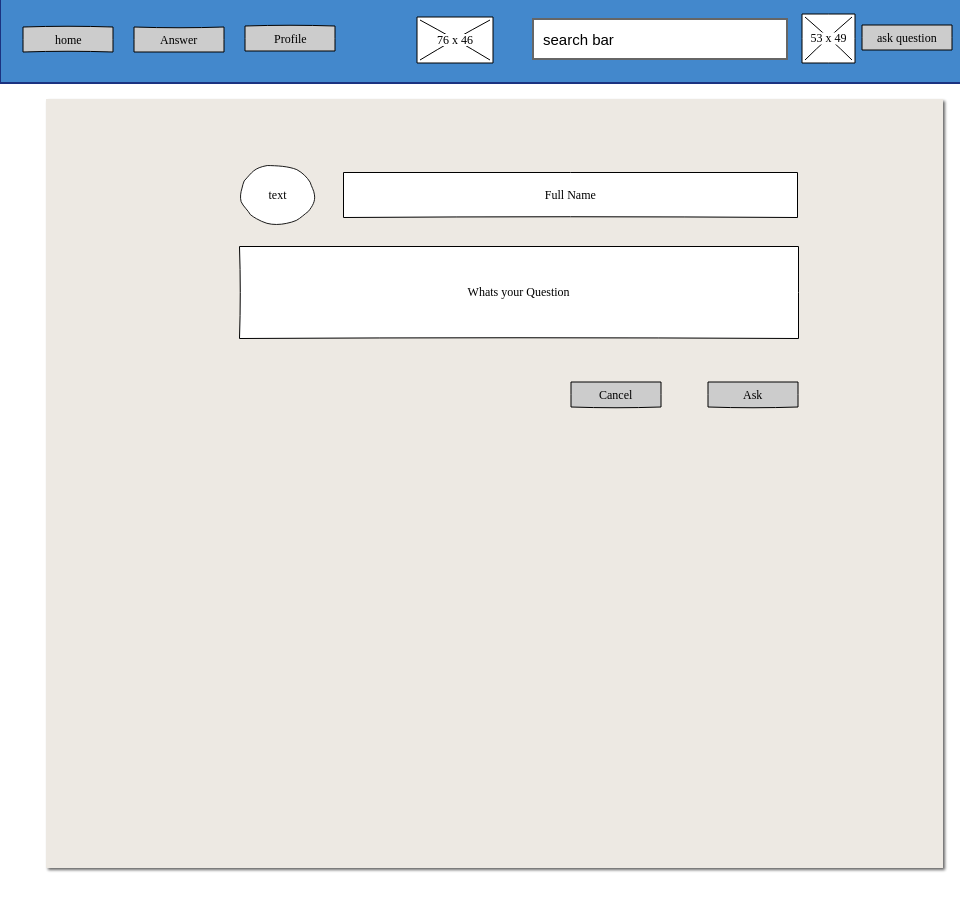 home
Answer
Profile
76 x 46
search bar
53 x 49
ask question
text
Full Name
Whats your Question
Cancel
Ask